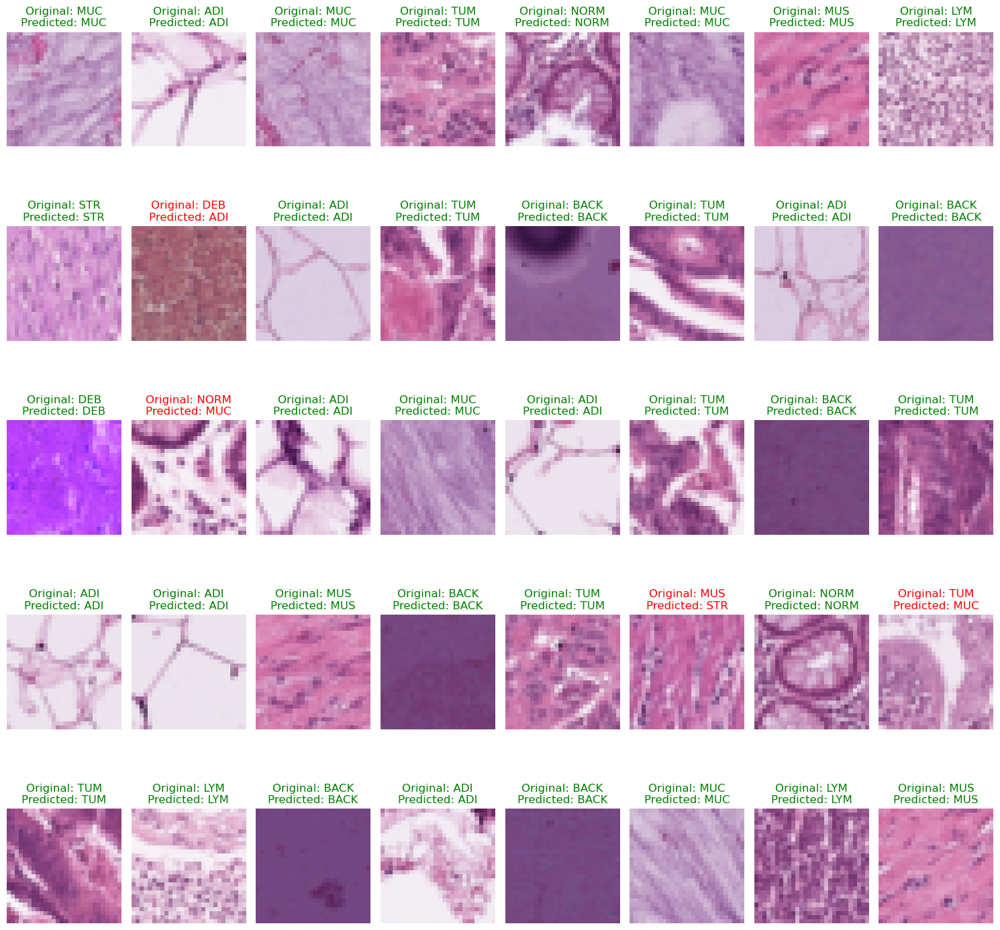 Original: MUC
Predicted: MUC
Original: ADI
Predicted: ADI
Original: MUC
Predicted: MUC
Original: TUM
Predicted: TUM
Original: NORM
Predicted: NORM
Original: MUC
Predicted: MUC
Original: MUS
Predicted: MUS
Original: LYM
Predicted: LYM
Original: STR
Predicted: STR
Original: DEB
Predicted: ADI
Original: ADI
Predicted: ADI
Original: TUM
Predicted: TUM
Original: BACK
Predicted: BACK
Original: TUM
Predicted: TUM
Original: ADI
Predicted: ADI
Original: BACK
Predicted: BACK
Original: DEB
Predicted: DEB
Original: NORM
Predicted: MUC
Original: ADI
Predicted: ADI
Original: MUC
Predicted: MUC
Original: ADI
Predicted: ADI
Original: TUM
Predicted: TUM
Original: BACK
Predicted: BACK
Original: TUM
Predicted: TUM
Original: ADI
Predicted: ADI
Original: ADI
Predicted: ADI
Original: MUS
Predicted: MUS
Original: BACK
Predicted: BACK
Original: TUM
Predicted: TUM
Original: MUS
Predicted: STR
Original: NORM
Predicted: NORM
Original: TUM
Predicted: MUC
Original: TUM
Predicted: TUM
Original: LYM
Predicted: LYM
Original: BACK
Predicted: BACK
Original: ADI
Predicted: ADI
Original: BACK
Predicted: BACK
Original: MUC
Predicted: MUC
Original: LYM
Predicted: LYM
Original: MUS
Predicted: MUS